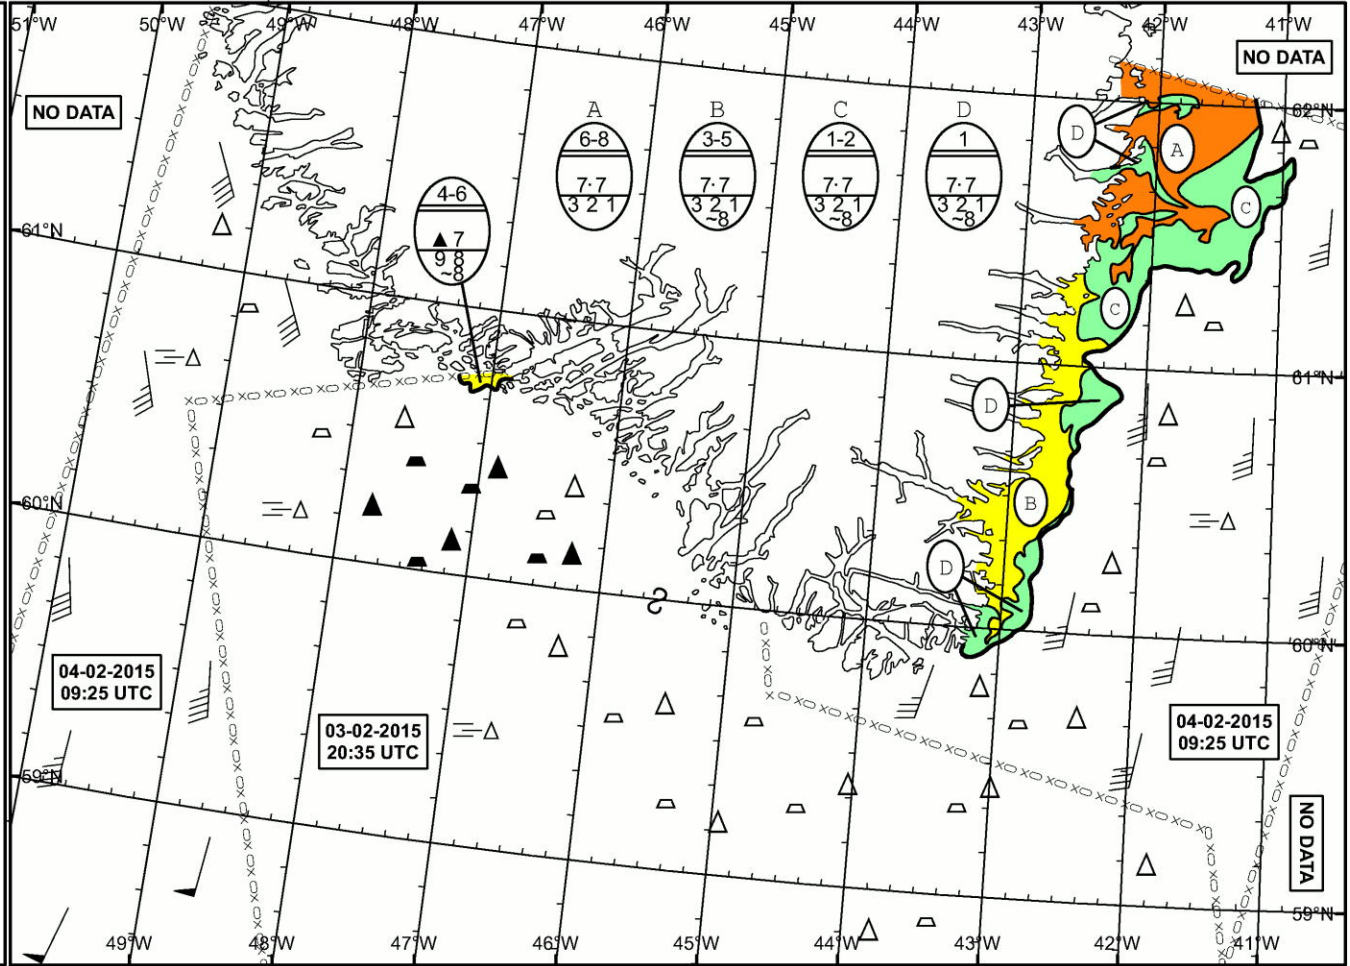 51°W 50°W 49°W 48°W 47°W 46°W 45°W 44°W 43°W 42°W 41°W
NO DATA
NO DATA
62°N
A B C D
6-8 3-5 1-2 1
7·7 7·7 7·7 7·7
3 2 1 3 2 1 3 2 1 3 2 1
~8 ~8 ~8
4-6
▲ 7
9 8
~8
D
A
C
61°N
C
61°N
D
B
60°N
D
60°N
04-02-2015
09:25 UTC
03-02-2015
20:35 UTC
04-02-2015
09:25 UTC
59°N
NO DATA
59°N
49°W 48°W 47°W 46°W 45°W 44°W 43°W 42°W 41°W